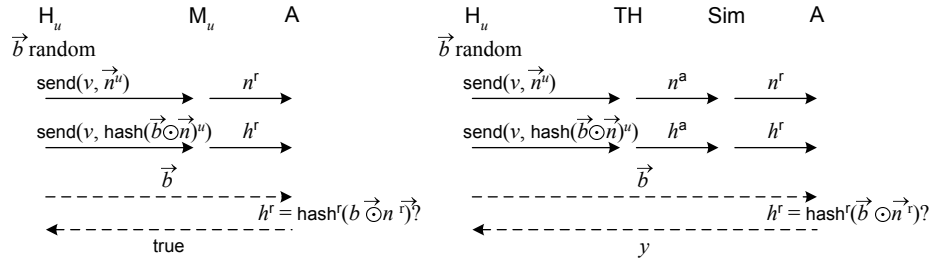 H_u M_u A H_u TH Sim A
b⃗ random b⃗ random
send(v, n⃗^u) n^r send(v, n⃗^u) n^a n^r
send(v, hash(b⃗⊙n⃗)^u) h^r send(v, hash(b⃗⊙n⃗)^u) h^a h^r
b⃗ b⃗
h^r = hash^r(b ⊙⃗ n ^r⃗)? h^r = hash^r(b⃗ ⊙ n⃗^r)?
true y